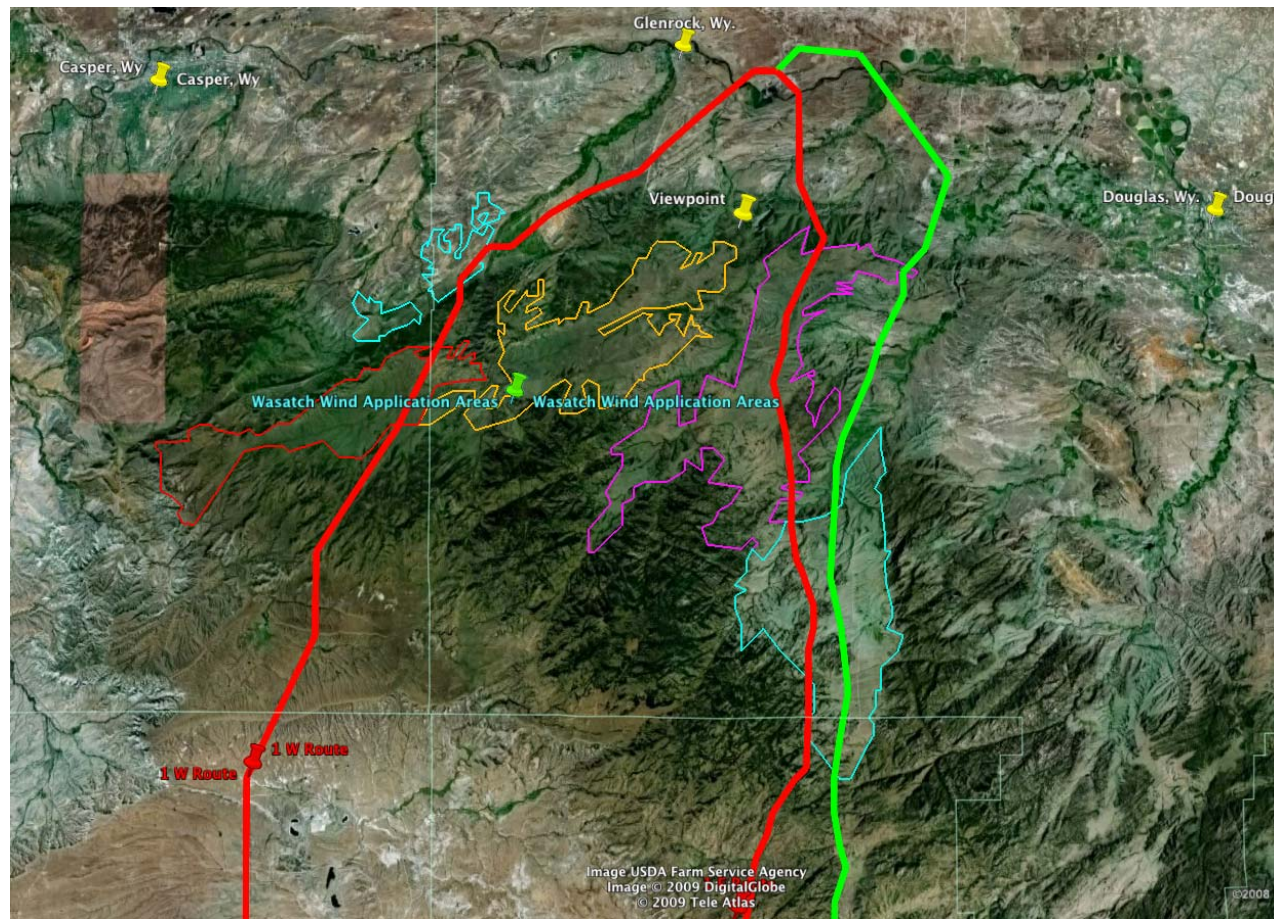 Glenrock, Wy.
Casper, Wy
Casper, Wy
Viewpoint
Douglas, Wy.
Doug
Wasatch Wind Application Areas
Wasatch Wind Application Areas
1 W Route
1 W Route
Image USDA Farm Service Agency
Image © 2009 DigitalGlobe
© 2009 Tele Atlas
©2008